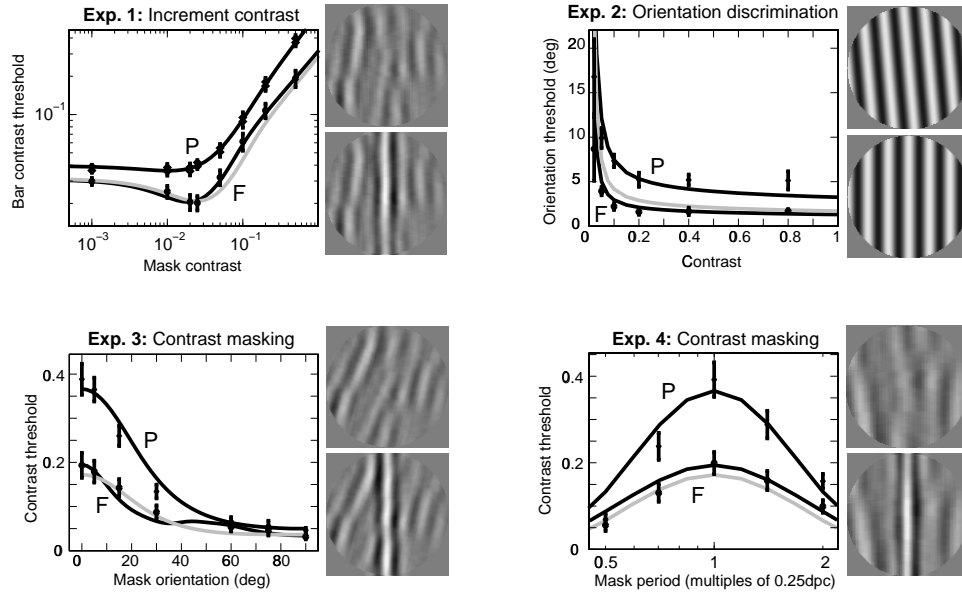 Exp. 1: Increment contrast
Bar contrast threshold
10^-1
P
F
10^-3
10^-2
10^-1
Mask contrast
Exp. 2: Orientation discrimination
Orientation threshold (deg)
20
15
10
5
0
P
F
0
0.2
0.4
0.6
0.8
1
Contrast
Exp. 3: Contrast masking
Contrast threshold
0.4
0.2
0
P
F
0
20
40
60
80
Mask orientation (deg)
Exp. 4: Contrast masking
Contrast threshold
0.4
0.2
0
P
F
0.5
1
2
Mask period (multiples of 0.25dpc)